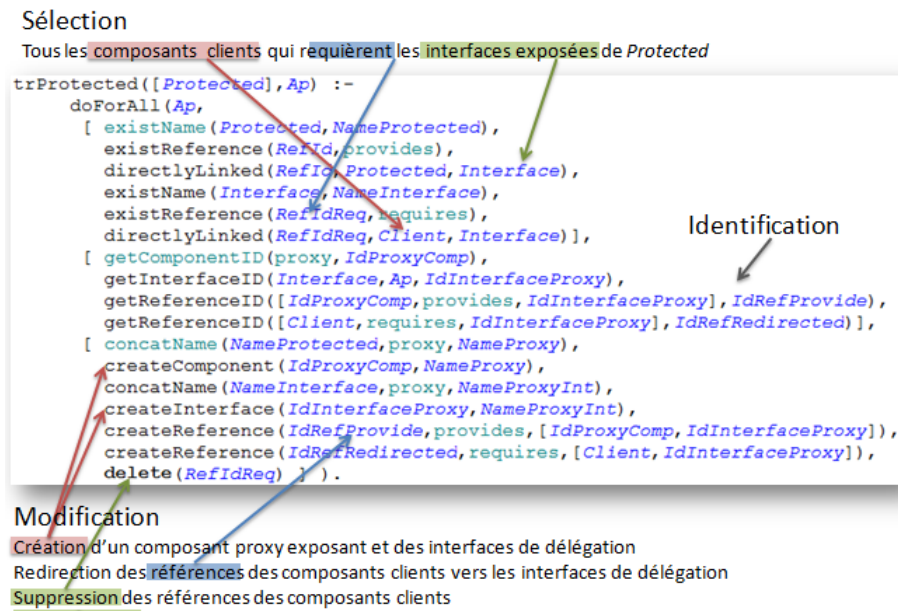 Sélection
Tous les composants clients qui requièrent les interfaces exposées de Protected
trProtected([Protected],Ap) :-
doForAll(Ap,
[ existName(Protected,NameProtected),
existReference(RefId,provides),
directlyLinked(RefId,Protected,Interface),
existName(Interface,NameInterface),
existReference(RefIdReq,requires),
directlyLinked(RefIdReq,Client,Interface)],
Identification
[ getComponentID(proxy,IdProxyComp),
getInterfaceID(Interface,Ap,IdInterfaceProxy),
getReferenceID([IdProxyComp,provides,IdInterfaceProxy],IdRefProvide),
getReferenceID([Client,requires,IdInterfaceProxy],IdRefRedirected)],
[ concatName(NameProtected,proxy,NameProxy),
createComponent(IdProxyComp,NameProxy),
concatName(NameInterface,proxy,NameProxyInt),
createInterface(IdInterfaceProxy,NameProxyInt),
createReference(IdRefProvide,provides,[IdProxyComp,IdInterfaceProxy]),
createReference(IdRefRedirected,requires,[Client,IdInterfaceProxy]),
delete(RefIdReq) ] ).
Modification
Création d'un composant proxy exposant et des interfaces de délégation
Redirection des références des composants clients vers les interfaces de délégation
Suppression des références des composants clients